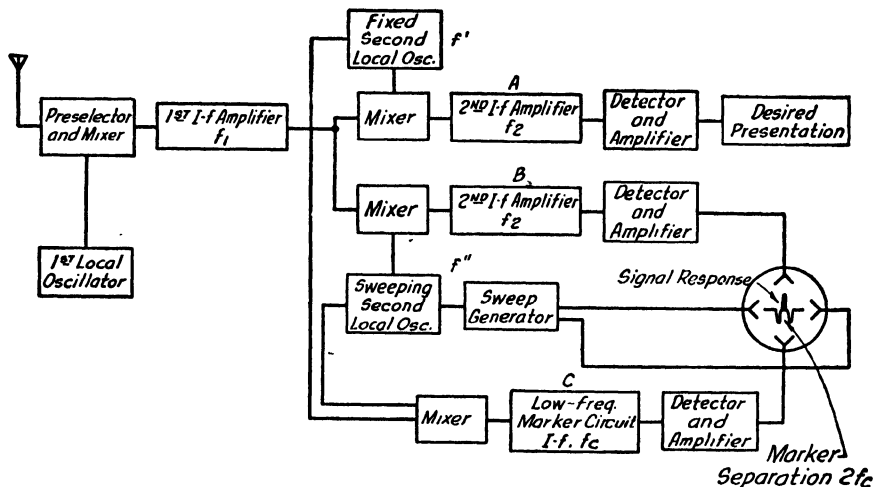 Fixed
Second
Local Osc.
f'
Preselector
and Mixer
1ST I-f Amplifier
f1
Mixer
A
2ND I-f Amplifier
f2
Detector
and
Amplifier
Desired
Presentation
1ST Local
Oscillator
Mixer
B
2ND I-f Amplifier
f2
Detector
and
Amplifier
f"
Sweeping
Second
Local Osc.
Sweep
Generator
Signal Response
Mixer
C
Low-freq.
Marker Circuit
I-f. fc
Detector
and
Amplifier
Marker
Separation 2fc